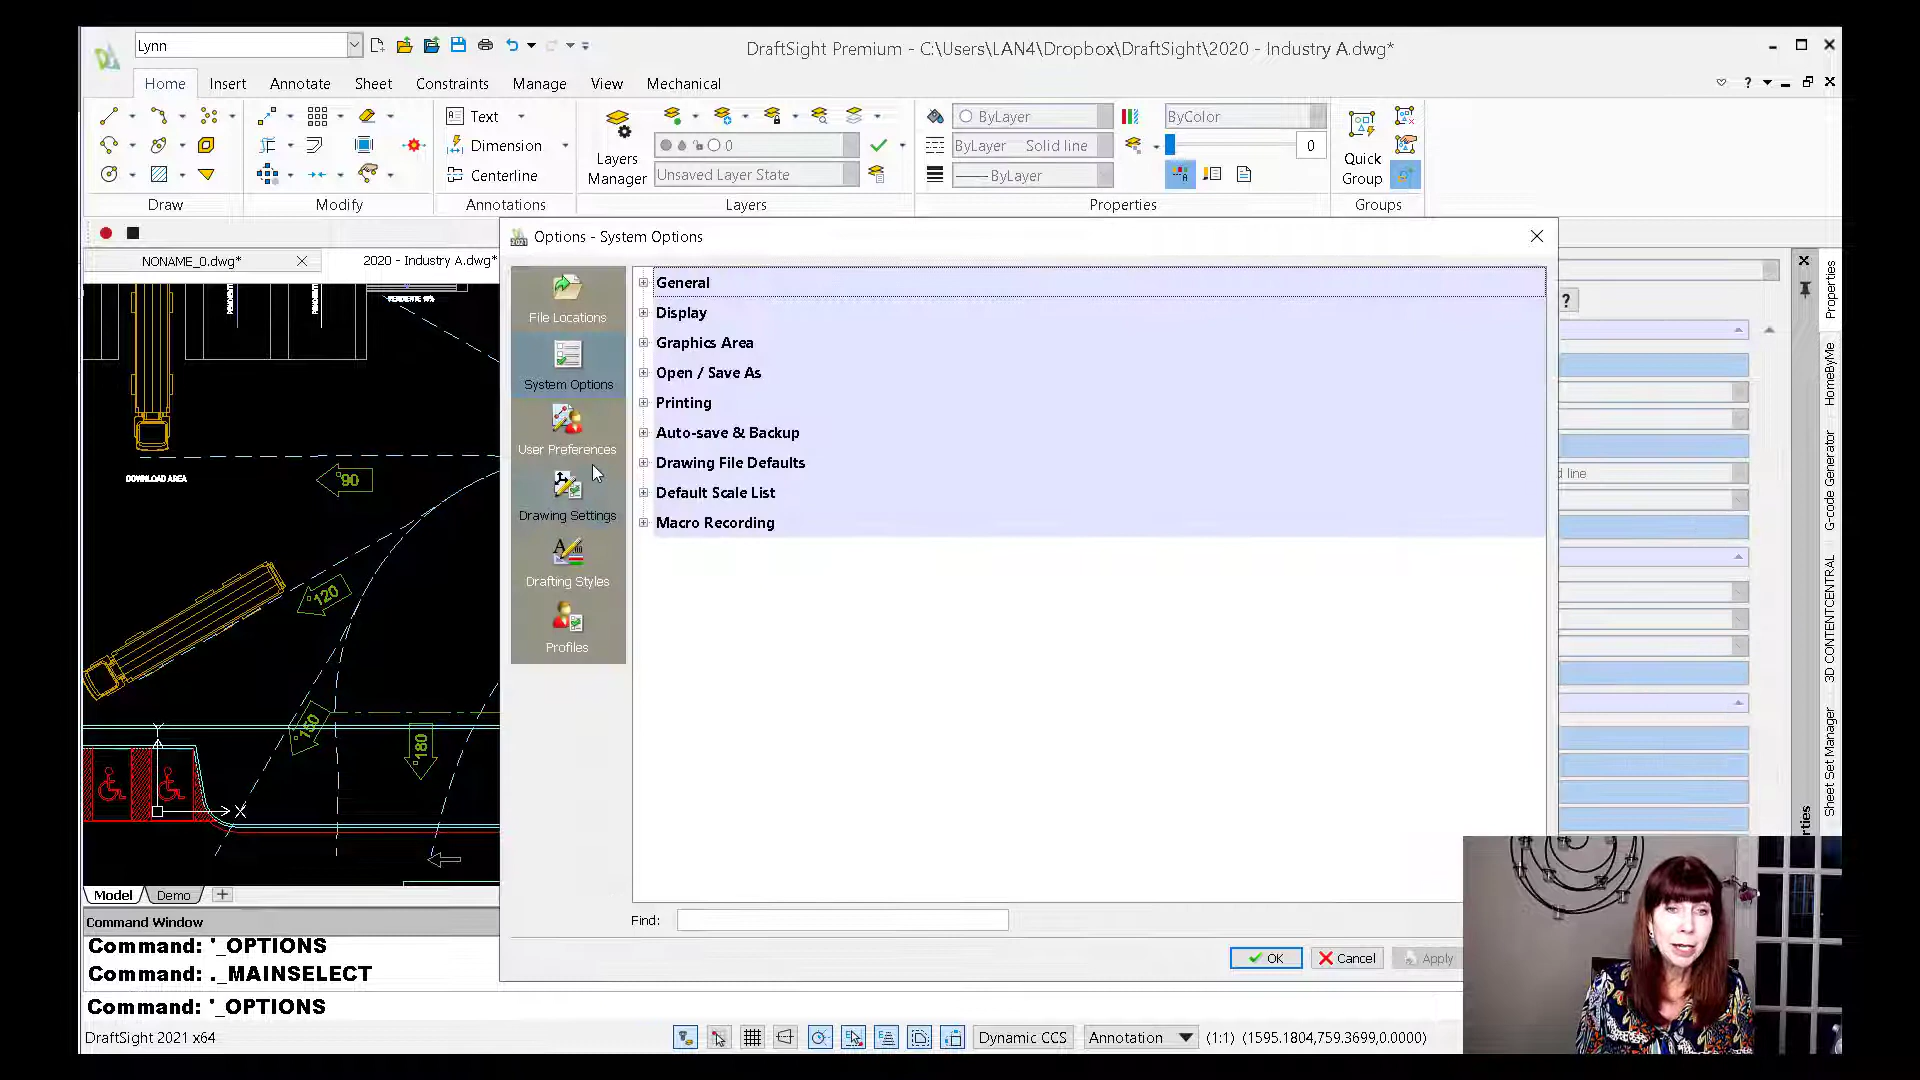 Lynn
DraftSight Premium - C:\Users\LAN4\Dropbox\DraftSight\2020 - Industry A.dwg*
Home Insert Annotate Sheet Constraints Manage View Mechanical
?
Text
Dimension
Centerline
Layers
Manager
0
Unsaved Layer State
ByLayer
ByLayer Solid line
ByLayer
ByColor
0
Quick
Group
Draw Modify Annotations Layers Properties Groups
NONAME_0.dwg*
2020 - Industry A.dwg*
Options - System Options
File Locations
System Options
User Preferences
Drawing Settings
Drafting Styles
Profiles
General
Display
Graphics Area
Open / Save As
Printing
Auto-save & Backup
Drawing File Defaults
Default Scale List
Macro Recording
Find:
OK Cancel Apply
?
d line
Properties
HomeByMe
G-code Generator
3D CONTENTCENTRAL
Sheet Set Manager
rties
PENDIENTE 10%
DOWNLOAD AREA
°90
°120
°150
°180
Y
X
Model Demo +
Command Window
Command: '_OPTIONS
Command: ._MAINSELECT
Command: '_OPTIONS
DraftSight 2021 x64
Dynamic CCS Annotation (1:1) (1595.1804,759.3699,0.0000)